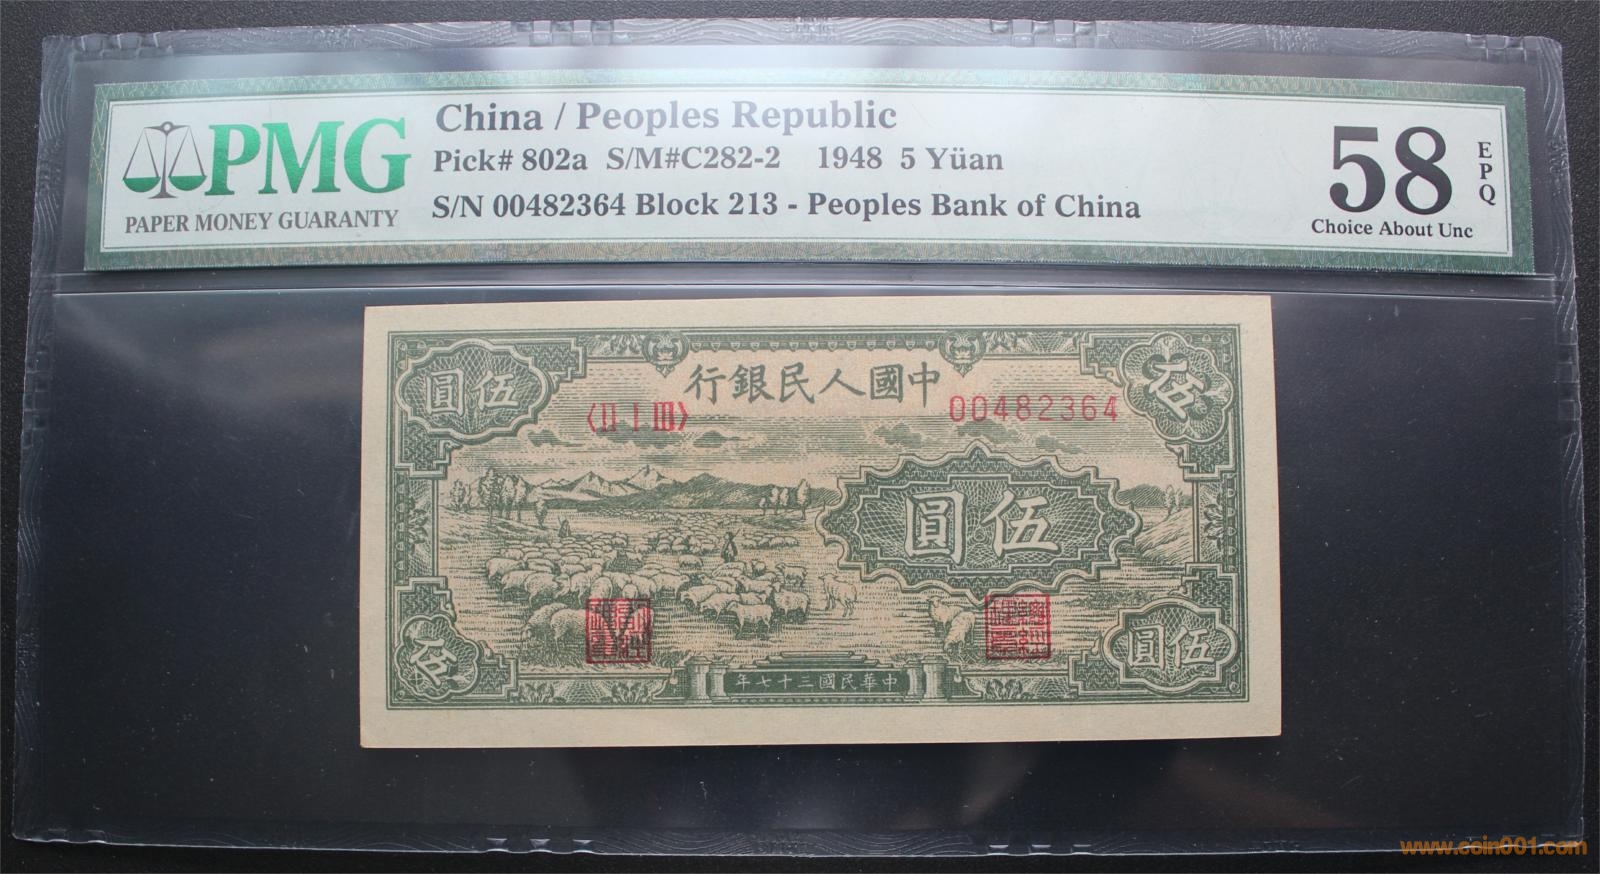 PMG
PAPER MONEY GUARANTY
China / Peoples Republic
Pick# 802a S/M#C282-2 1948 5 Yüan
S/N 00482364 Block 213 - Peoples Bank of China
58
EPQ
Choice About Unc
行銀民人國中
圓伍
伍
〈II I III〉
00482364
圓伍
伍
圓伍
年七十三國民華中
www.coin001.com